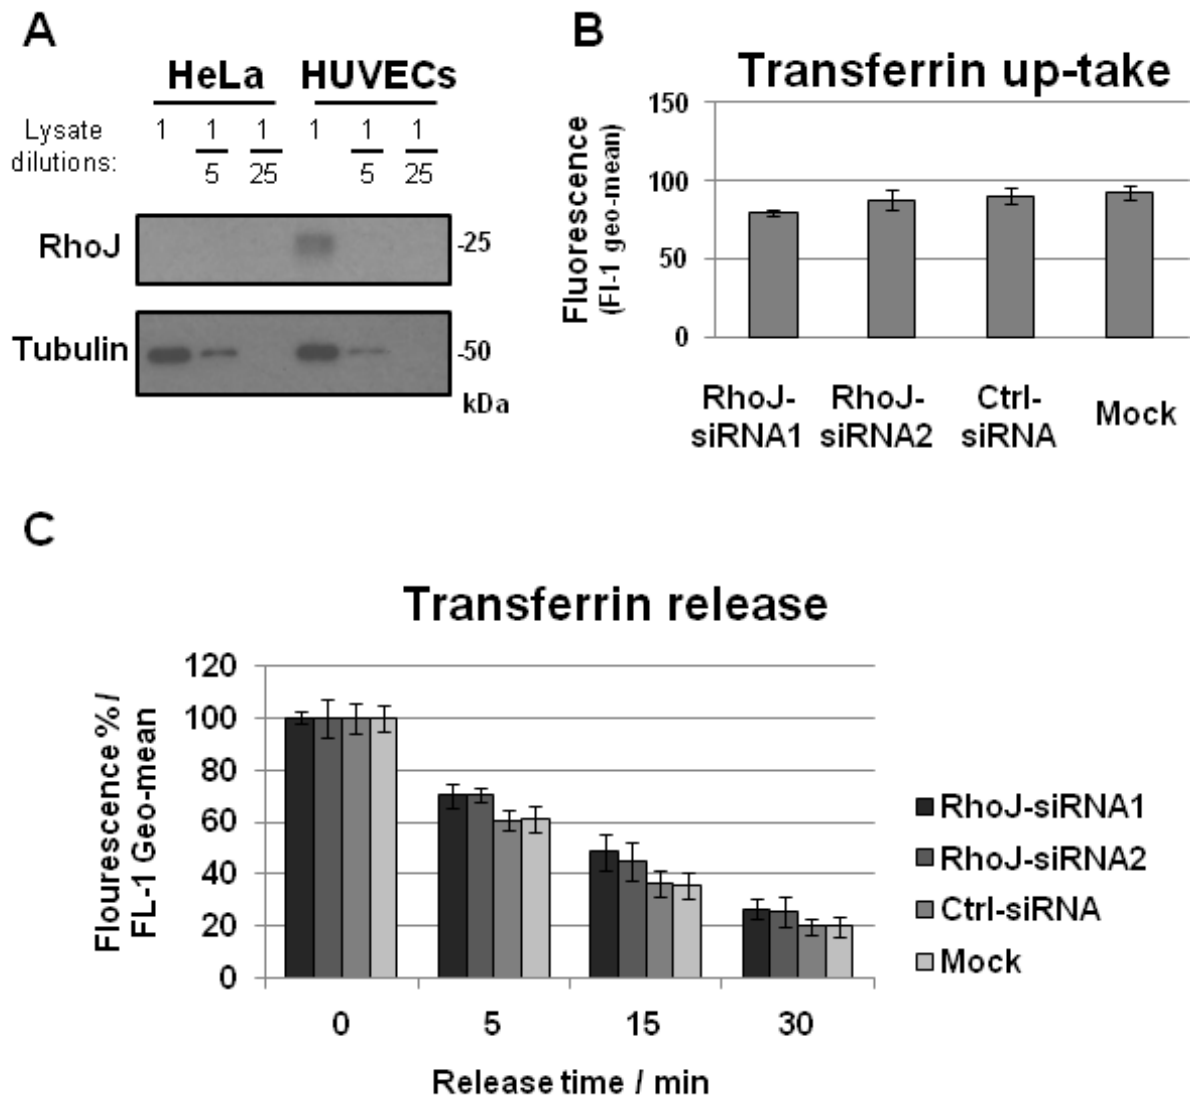 A
HeLa HUVECs
Lysate dilutions: 1 1/5 1/25 1 1/5 1/25
RhoJ -25
Tubulin -50
kDa
B
Transferrin up-take
Fluorescence
(Fl-1 geo-mean)
150
100
50
0
RhoJ-siRNA1
RhoJ-siRNA2
Ctrl-siRNA
Mock
C
Transferrin release
Flourescence % /
FL-1 Geo-mean
120
100
80
60
40
20
0
0 5 15 30
Release time / min
RhoJ-siRNA1
RhoJ-siRNA2
Ctrl-siRNA
Mock